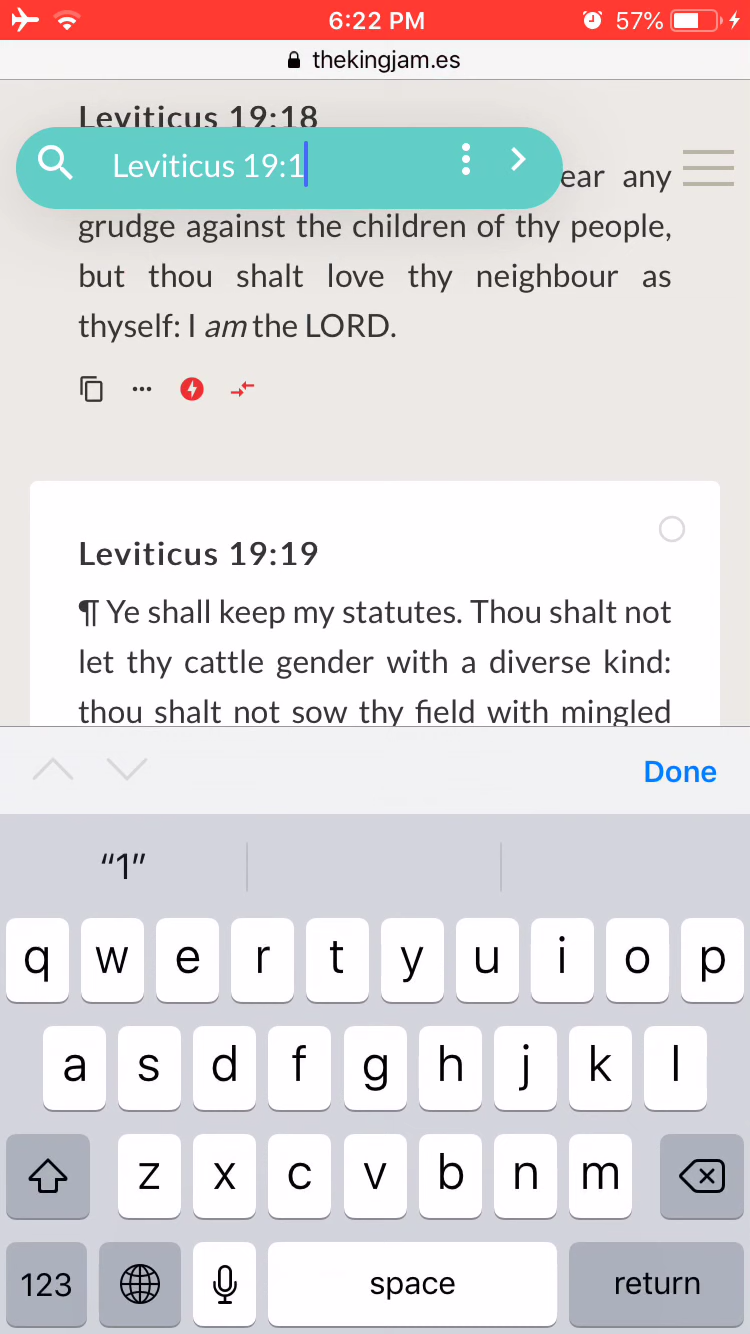 6:22 PM
57%
thekingjam.es
Leviticus 19:18
Leviticus 19:1
ear any
grudge against the children of thy people,
but thou shalt love thy neighbour as
thyself: I am the LORD.
Leviticus 19:19
¶ Ye shall keep my statutes. Thou shalt not
let thy cattle gender with a diverse kind:
thou shalt not sow thy field with mingled
Done
“1”
q w e r t y u i o p
a s d f g h j k l
z x c v b n m
123 space return